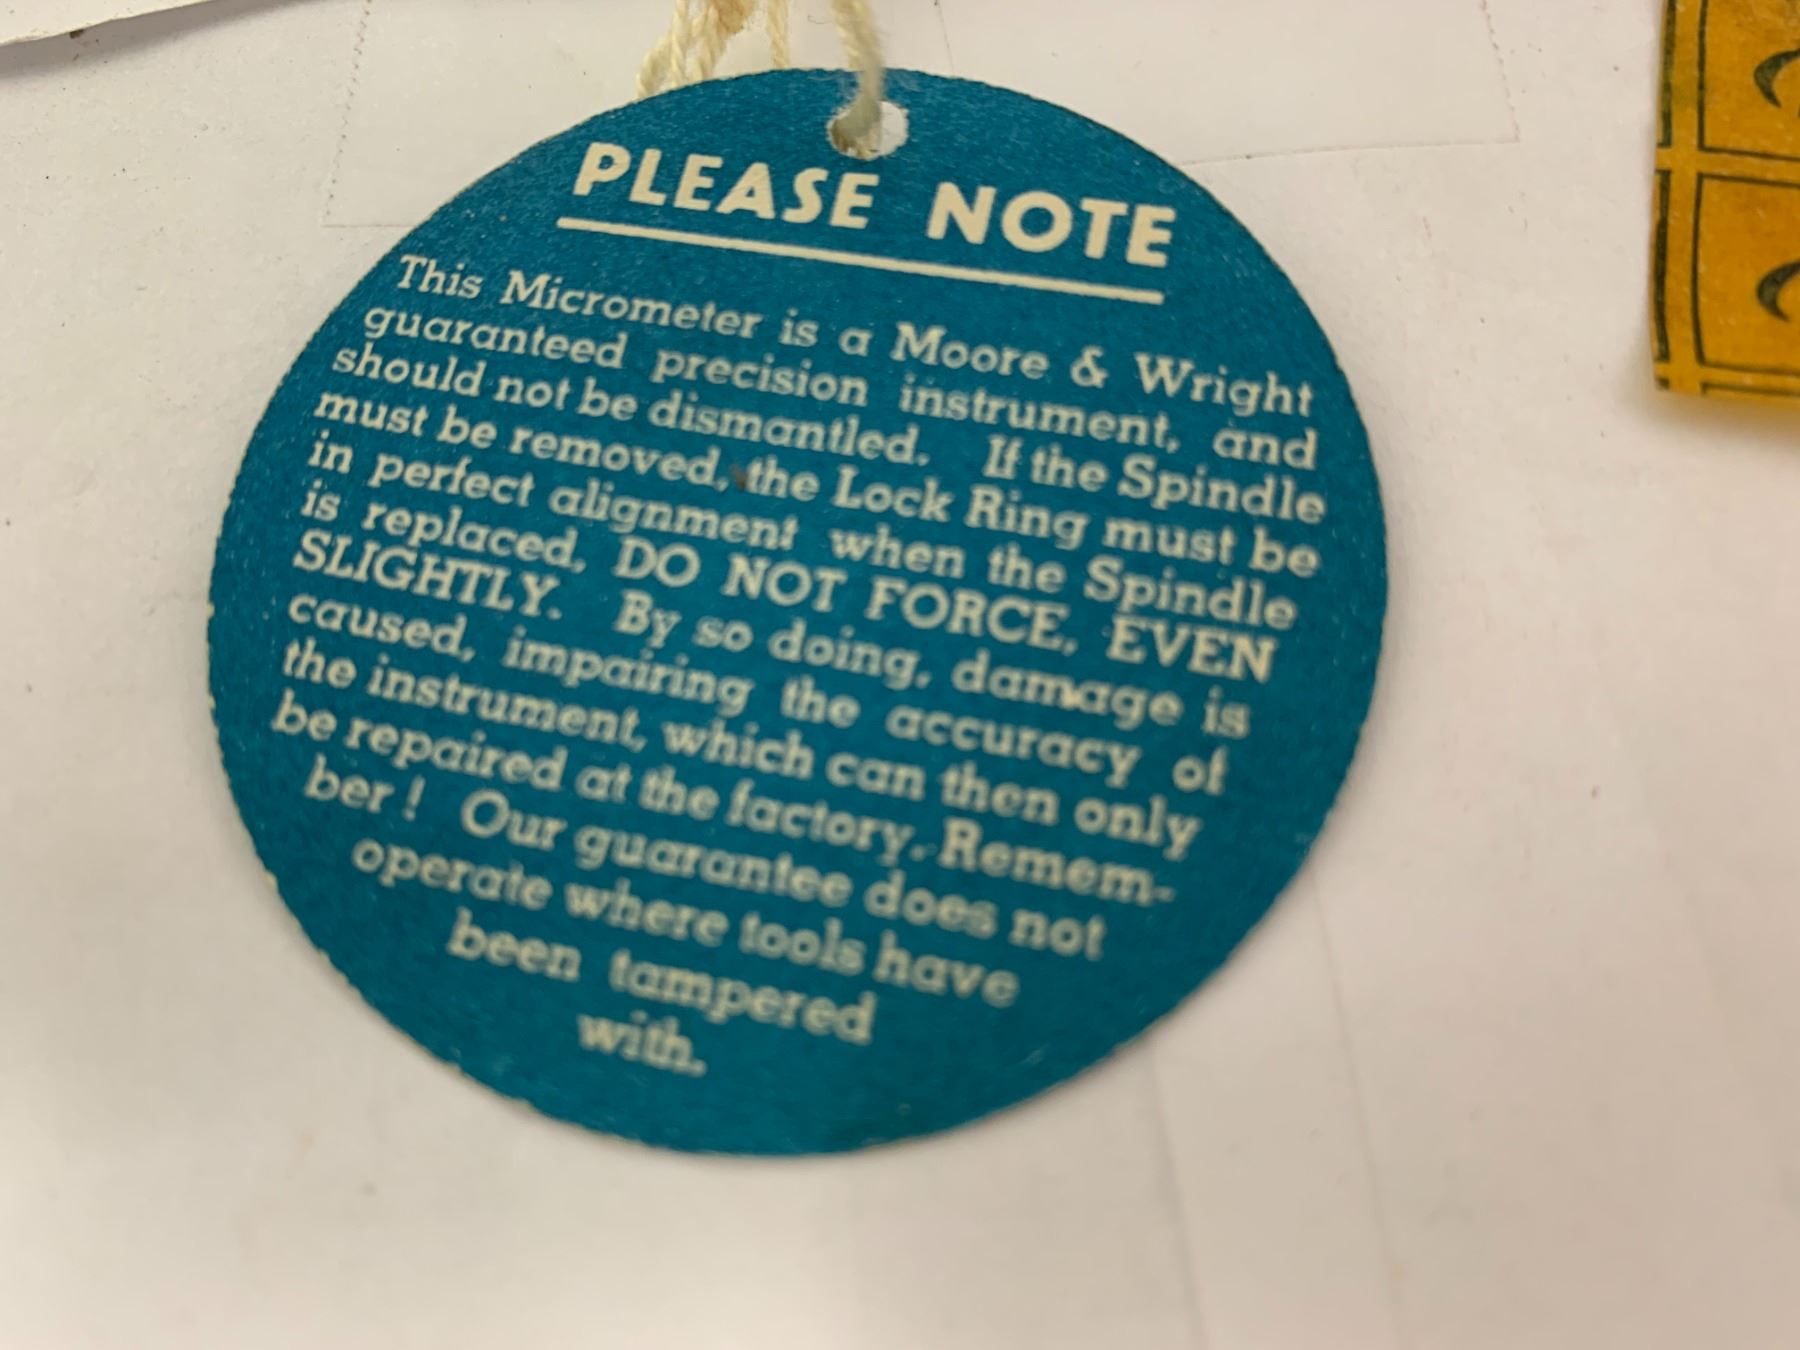 PLEASE NOTE
This Micrometer is a Moore & Wright
guaranteed precision instrument, and
should not be dismantled. If the Spindle
must be removed, the Lock Ring must be
in perfect alignment when the Spindle
is replaced, DO NOT FORCE, EVEN
SLIGHTLY. By so doing, damage is
caused, impairing the accuracy of
the instrument, which can then only
be repaired at the factory. Remem-
ber! Our guarantee does not
operate where tools have
been tampered
with.